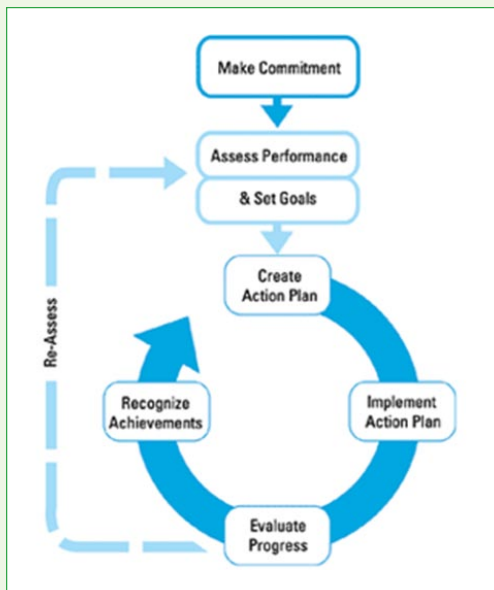 Make Commitment
Assess Performance
& Set Goals
Create
Action Plan
Re-Assess
Recognize
Achievements
Implement
Action Plan
Evaluate
Progress